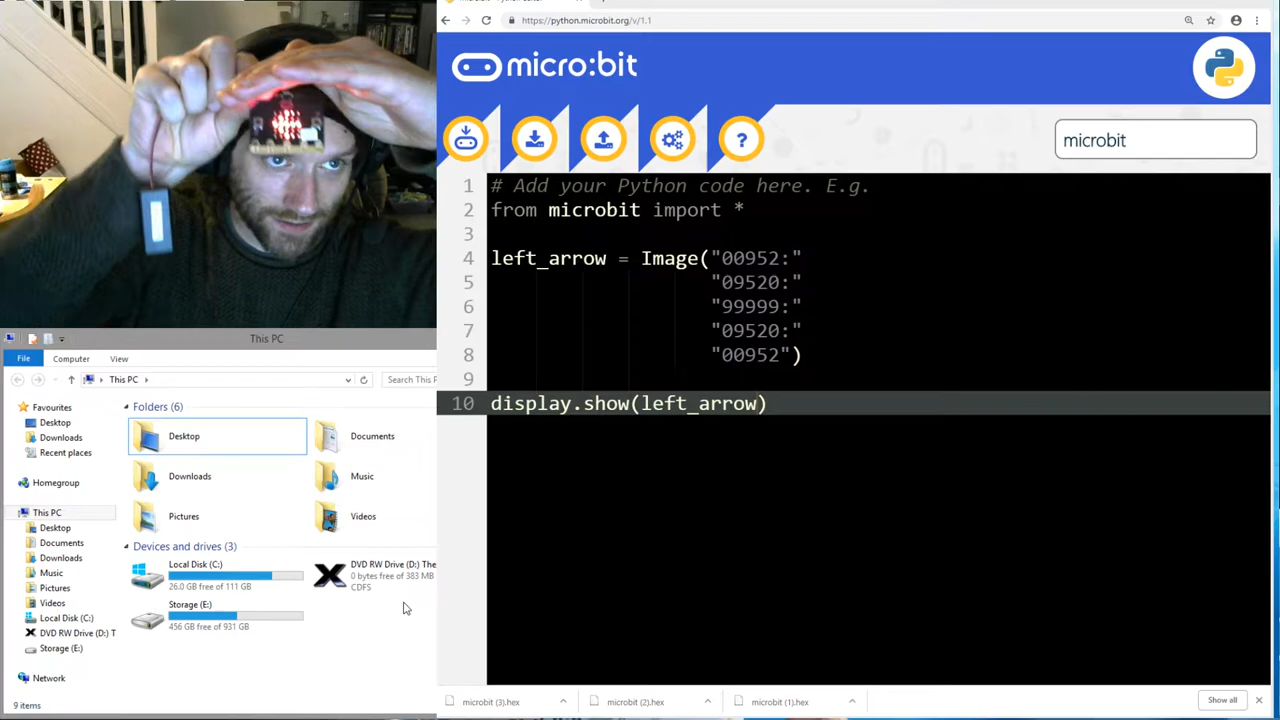 https://python.microbit.org/v/1.1
micro:bit
microbit
1 # Add your Python code here. E.g.
2 from microbit import *
3
4 left_arrow = Image("00952:"
5 "09520:"
6 "99999:"
7 "09520:"
8 "00952")
9
10 display.show(left_arrow)
This PC
File Computer View
This PC
Search This P
Favourites
Desktop
Downloads
Recent places
Homegroup
This PC
Desktop
Documents
Downloads
Music
Pictures
Videos
Local Disk (C:)
DVD RW Drive (D:) T
Storage (E:)
Network
Folders (6)
Desktop
Documents
Downloads
Music
Pictures
Videos
Devices and drives (3)
Local Disk (C:)
26.0 GB free of 111 GB
DVD RW Drive (D:) The
0 bytes free of 383 MB
CDFS
Storage (E:)
456 GB free of 931 GB
9 items
microbit (3).hex
microbit (2).hex
microbit (1).hex
Show all